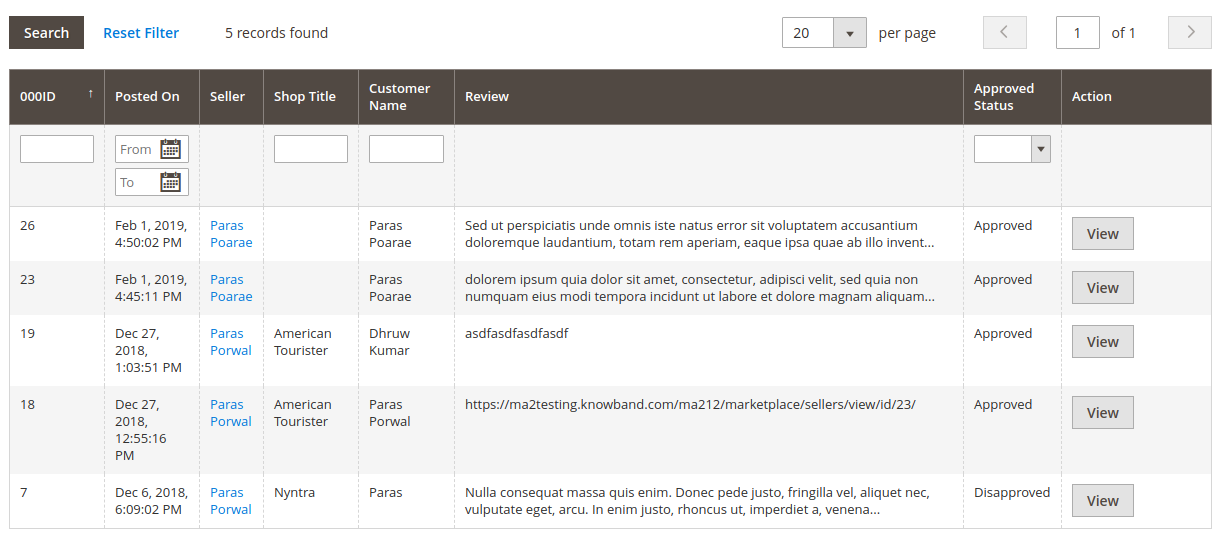 Search Reset Filter 5 records found 20 per page 1 of 1
000ID ↑ Posted On Seller Shop Title Customer Name Review Approved Status Action
From
To
26 Feb 1, 2019, 4:50:02 PM Paras Poarae Paras Poarae Sed ut perspiciatis unde omnis iste natus error sit voluptatem accusantium Approved View
doloremque laudantium, totam rem aperiam, eaque ipsa quae ab illo invent...
23 Feb 1, 2019, 4:45:11 PM Paras Poarae Paras Poarae dolorem ipsum quia dolor sit amet, consectetur, adipisci velit, sed quia non Approved View
numquam eius modi tempora incidunt ut labore et dolore magnam aliquam...
19 Dec 27, 2018, 1:03:51 PM Paras Porwal American Tourister Dhruw Kumar asdfasdfasdfasdf Approved View
18 Dec 27, 2018, 12:55:16 PM Paras Porwal American Tourister Paras Porwal https://ma2testing.knowband.com/ma212/marketplace/sellers/view/id/23/ Approved View
7 Dec 6, 2018, 6:09:02 PM Paras Porwal Nyntra Paras Nulla consequat massa quis enim. Donec pede justo, fringilla vel, aliquet nec, Disapproved View
vulputate eget, arcu. In enim justo, rhoncus ut, imperdiet a, venena...